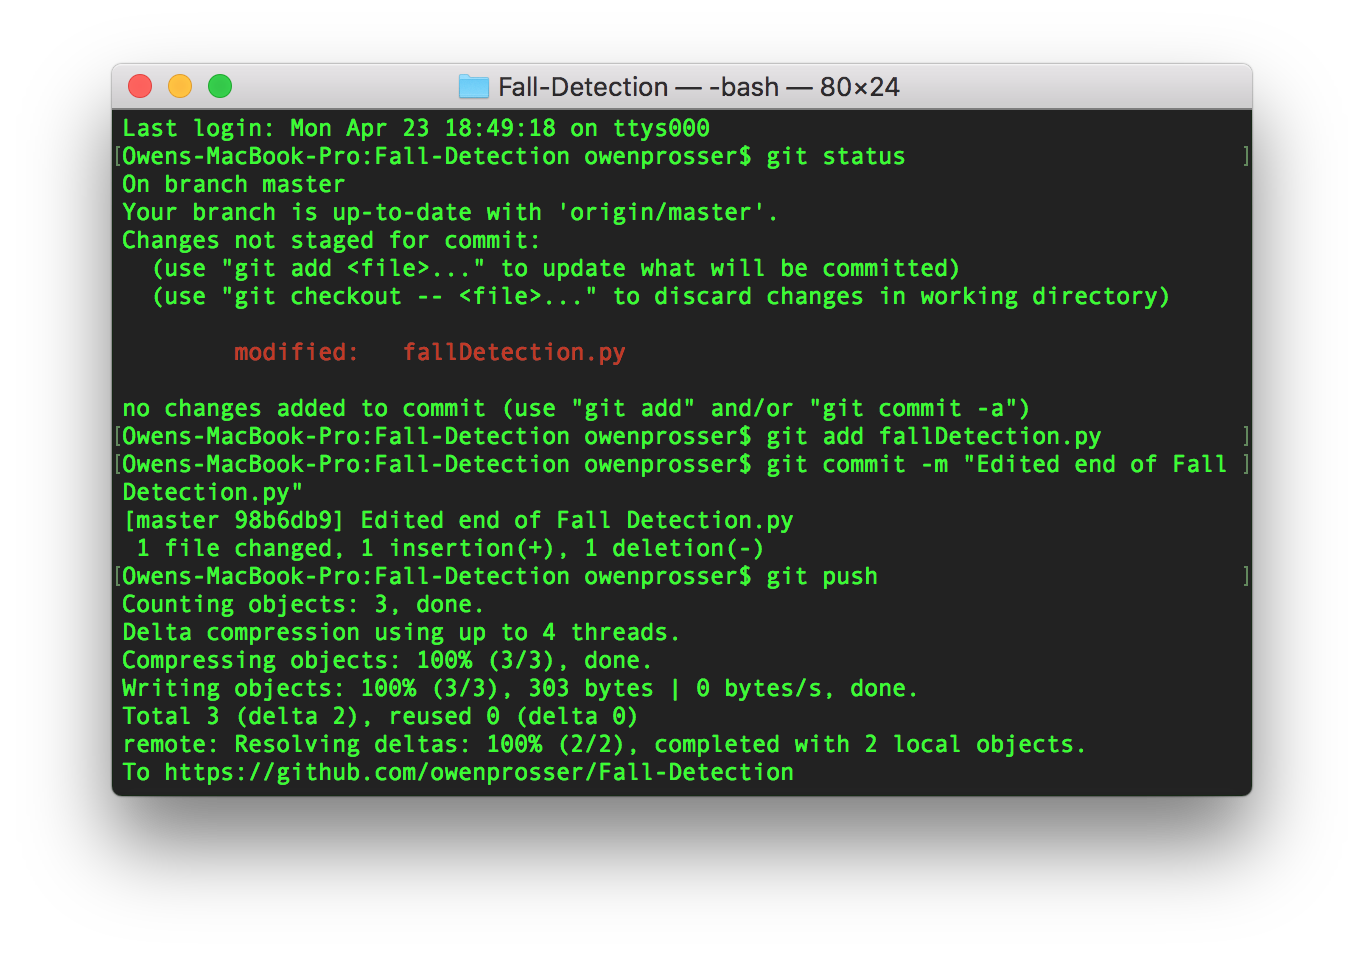 Fall-Detection — -bash — 80×24
Last login: Mon Apr 23 18:49:18 on ttys000
[Owens-MacBook-Pro:Fall-Detection owenprosser$ git status ]
On branch master
Your branch is up-to-date with 'origin/master'.
Changes not staged for commit:
  (use "git add <file>..." to update what will be committed)
  (use "git checkout -- <file>..." to discard changes in working directory)
        modified:   fallDetection.py
no changes added to commit (use "git add" and/or "git commit -a")
[Owens-MacBook-Pro:Fall-Detection owenprosser$ git add fallDetection.py ]
[Owens-MacBook-Pro:Fall-Detection owenprosser$ git commit -m "Edited end of Fall ]
Detection.py"
[master 98b6db9] Edited end of Fall Detection.py
 1 file changed, 1 insertion(+), 1 deletion(-)
[Owens-MacBook-Pro:Fall-Detection owenprosser$ git push ]
Counting objects: 3, done.
Delta compression using up to 4 threads.
Compressing objects: 100% (3/3), done.
Writing objects: 100% (3/3), 303 bytes | 0 bytes/s, done.
Total 3 (delta 2), reused 0 (delta 0)
remote: Resolving deltas: 100% (2/2), completed with 2 local objects.
To https://github.com/owenprosser/Fall-Detection